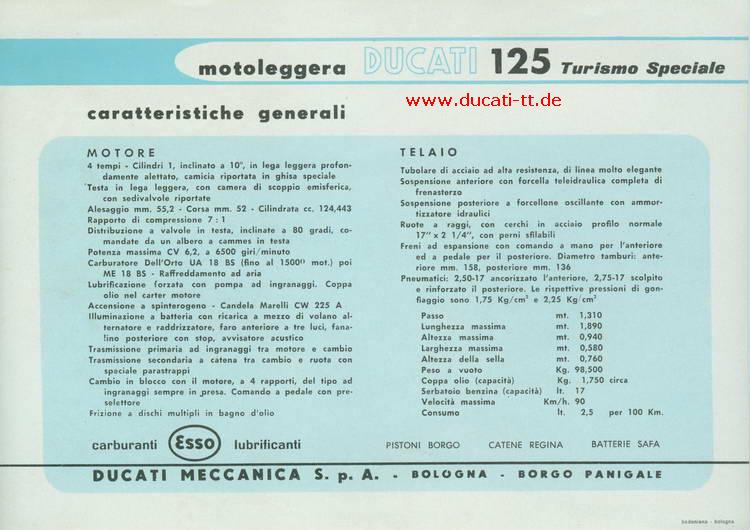 motoleggera DUCATI 125 Turismo Speciale
www.ducati-tt.de
caratteristiche generali
MOTORE
4 tempi - Cilindri 1, inclinato a 10°, in lega leggera profon-
damente alettato, camicia riportata in ghisa speciale
Testa in lega leggera, con camera di scoppio emisferica,
con sedivalvole riportate
Alesaggio mm. 55,2 - Corsa mm. 52 - Cilindrata cc. 124,443
Rapporto di compressione 7 : 1
Distribuzione a valvole in testa, inclinate a 80 gradi, co-
mandate da un albero a cammes in testa
Potenza massima CV 6,2, a 6500 giri/minuto
Carburatore Dell'Orto UA 18 BS (fino al 1500° mot.) poi
ME 18 BS - Raffreddamento ad aria
Lubrificazione forzata con pompa ad ingranaggi. Coppa
olio nel carter motore
Accensione a spinterogeno - Candela Marelli CW 225 A
Illuminazione a batteria con ricarica a mezzo di volano al-
ternatore e raddrizzatore, faro anteriore a tre luci, fana-
lino posteriore con stop, avvisatore acustico
Trasmissione primaria ad ingranaggi tra motore e cambio
Trasmissione secondaria a catena tra cambio e ruota con
speciale parastrappi
Cambio in blocco con il motore, a 4 rapporti, del tipo ad
ingranaggi sempre in presa. Comando a pedale con pre-
selettore
Frizione a dischi multipli in bagno d'olio
TELAIO
Tubolare di acciaio ad alta resistenza, di linea molto elegante
Sospensione anteriore con forcella teleidraulica completa di
frenasterzo
Sospensione posteriore a forcellone oscillante con ammor-
tizzatore idraulici
Ruote a raggi, con cerchi in acciaio profilo normale
17" x 2 1/4", con perni sfilabili
Freni ad espansione con comando a mano per l'anteriore
ed a pedale per il posteriore. Diametro tamburi: ante-
riore mm. 158, posteriore mm. 136
Pneumatici: 2,50-17 ancorizzato l'anteriore, 2,75-17 scolpito
e rinforzato il posteriore. Le rispettive pressioni di gon-
fiaggio sono 1,75 Kg/cm² e 2,25 Kg/cm²
Passo mt. 1,310
Lunghezza massima mt. 1,890
Altezza massima mt. 0,940
Larghezza massima mt. 0,580
Altezza della sella mt. 0,760
Peso a vuoto Kg. 98,500
Coppa olio (capacità) Kg. 1,750 circa
Serbatoio benzina (capacità) lt. 17
Velocità massima Km/h. 90
Consumo lt. 2,5 per 100 Km.
carburanti Esso lubrificanti
PISTONI BORGO CATENE REGINA BATTERIE SAFA
DUCATI MECCANICA S. p. A. - BOLOGNA - BORGO PANIGALE
bodoniana - bologna